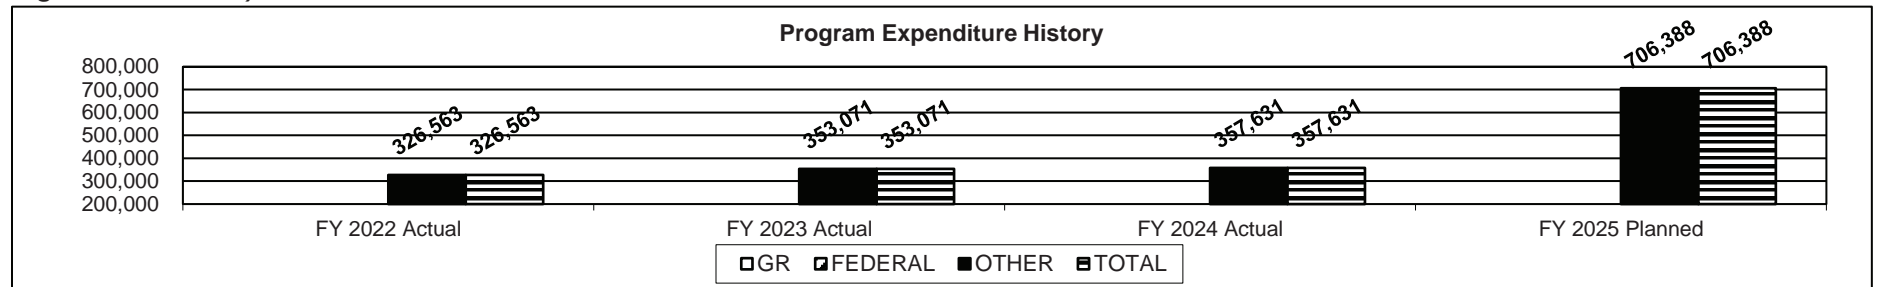 Program Expenditure History
800,000
700,000
600,000
500,000
400,000
300,000
200,000
326,563
326,563
353,071
353,071
357,631
357,631
706,388
706,388
FY 2022 Actual
FY 2023 Actual
FY 2024 Actual
FY 2025 Planned
GR FEDERAL OTHER TOTAL